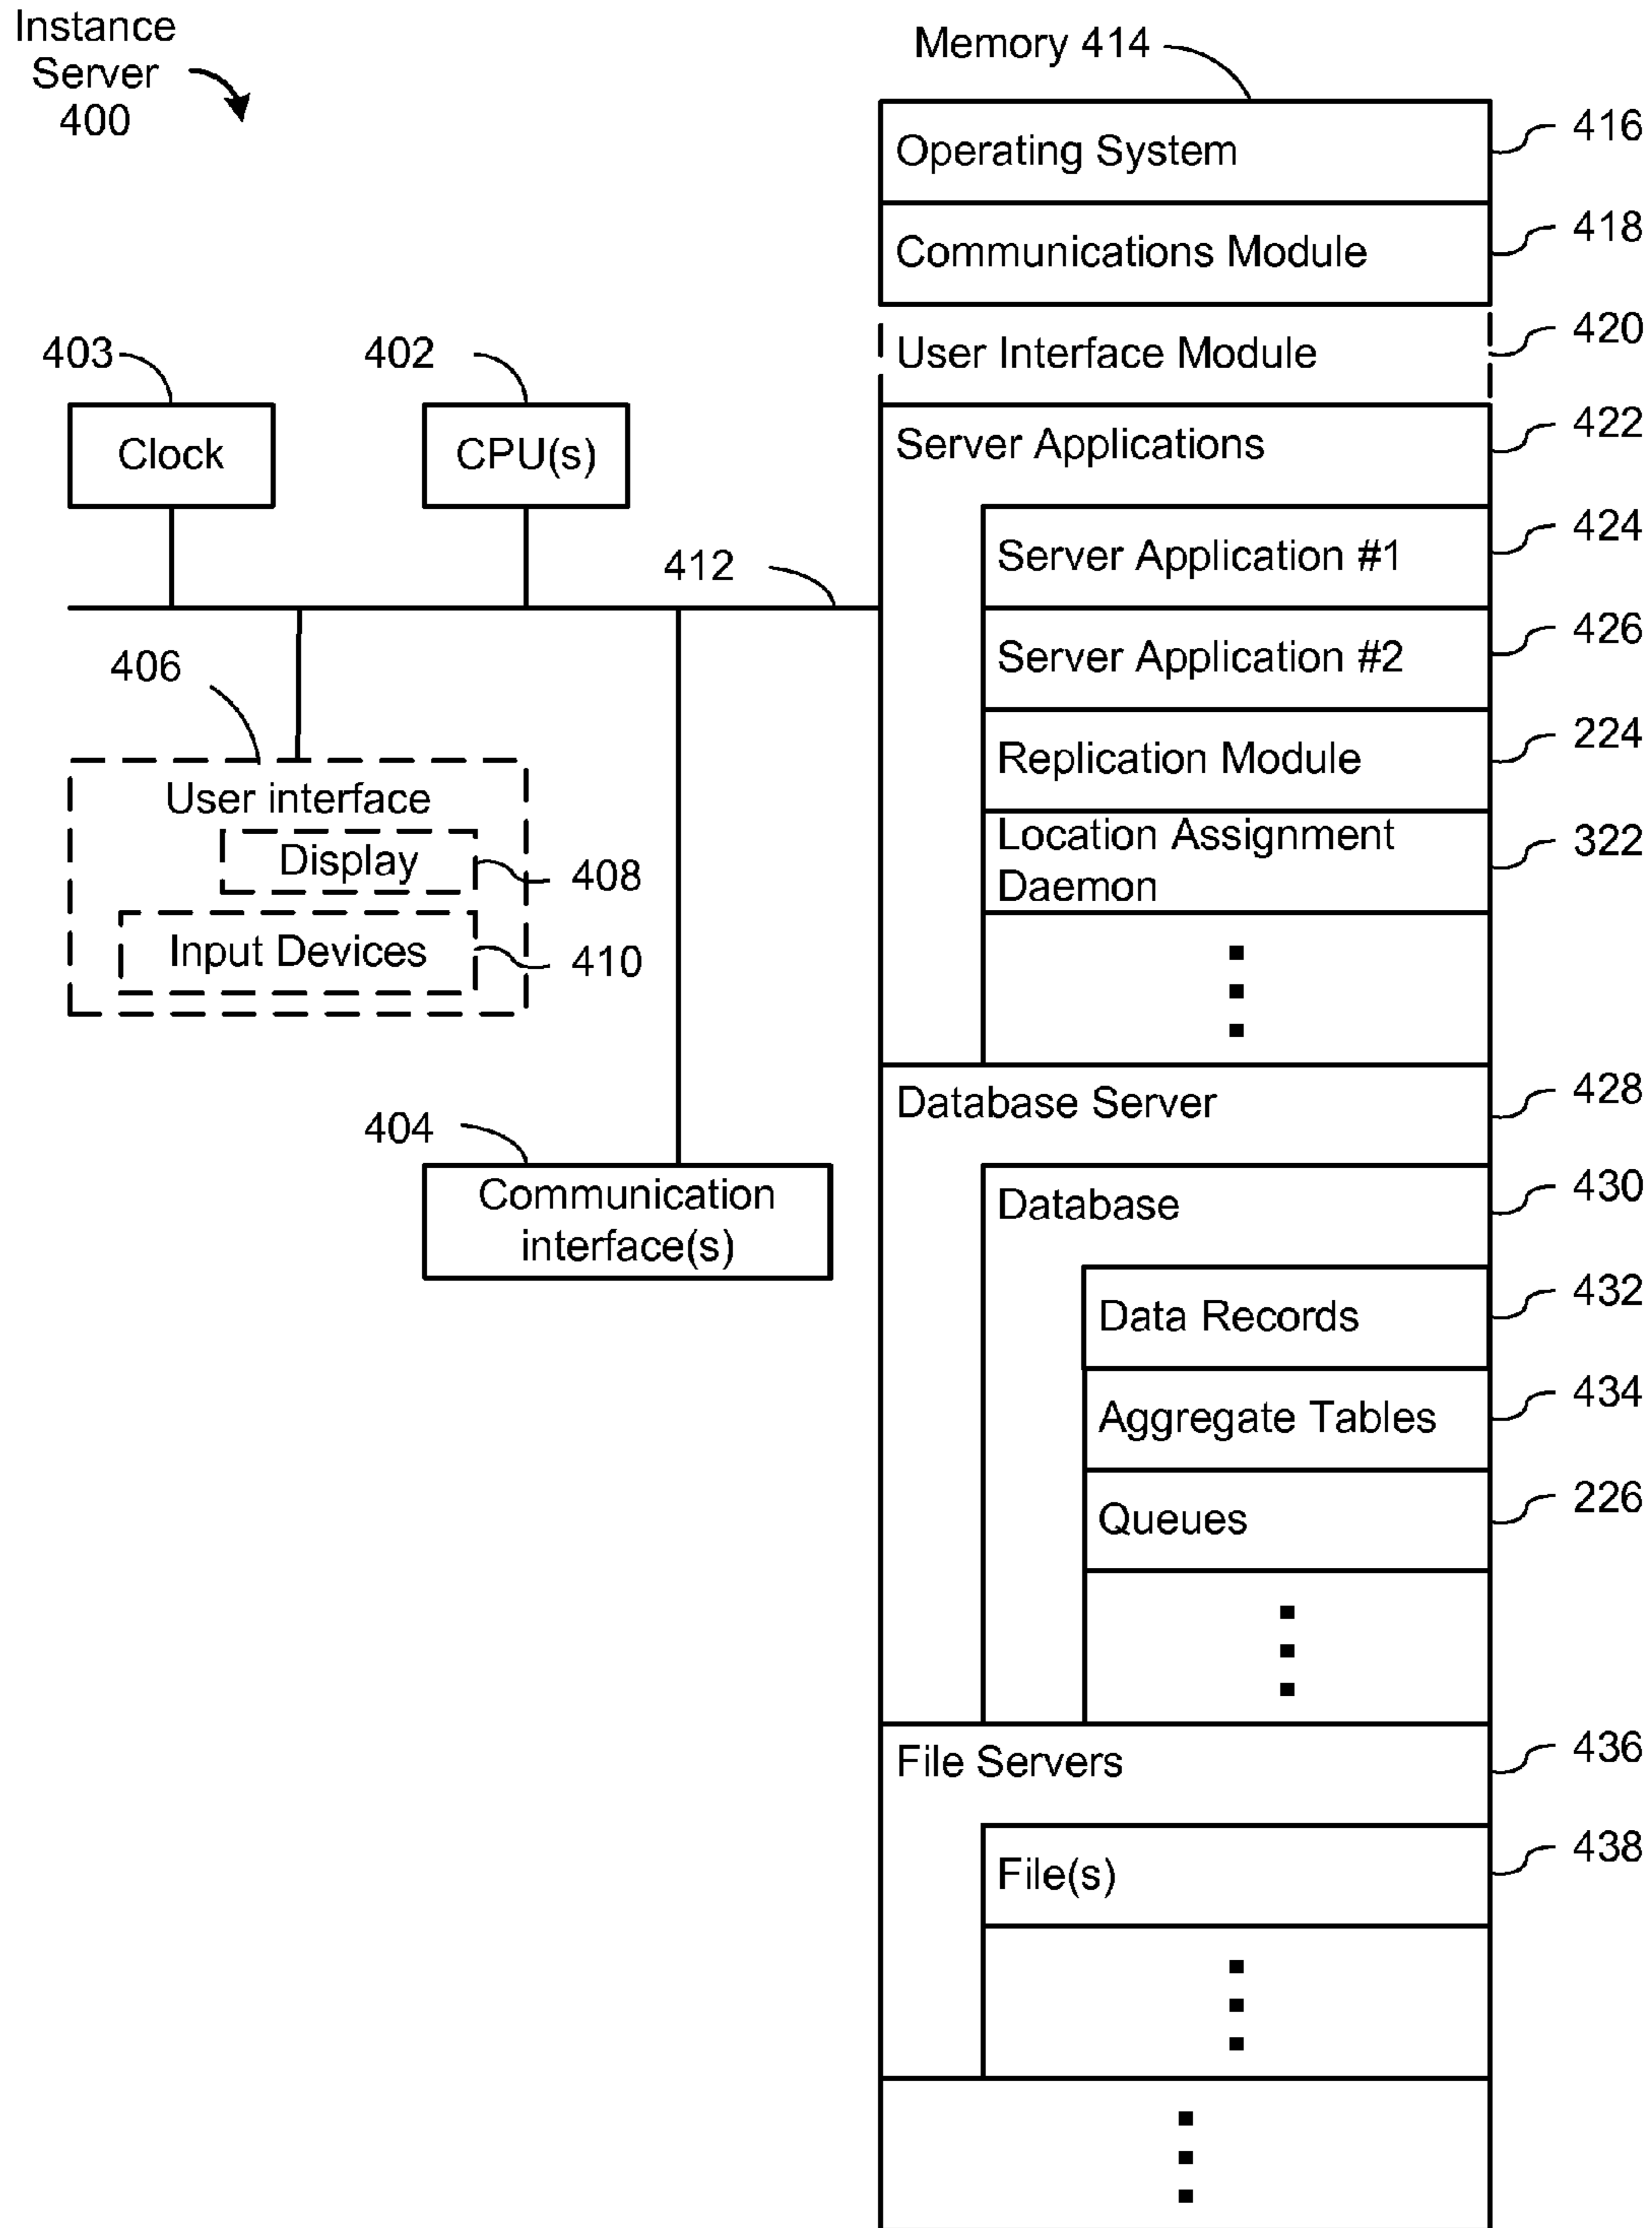 Instance
Server
400
Memory 414
Operating System
416
Communications Module
418
User Interface Module
420
403
402
Clock
CPU(s)
Server Applications
422
Server Application #1
424
412
Server Application #2
426
406
Replication Module
224
User interface
Display
408
Location Assignment
Daemon
322
Input Devices
410
Database Server
428
404
Communication
interface(s)
Database
430
Data Records
432
Aggregate Tables
434
Queues
226
File Servers
436
File(s)
438